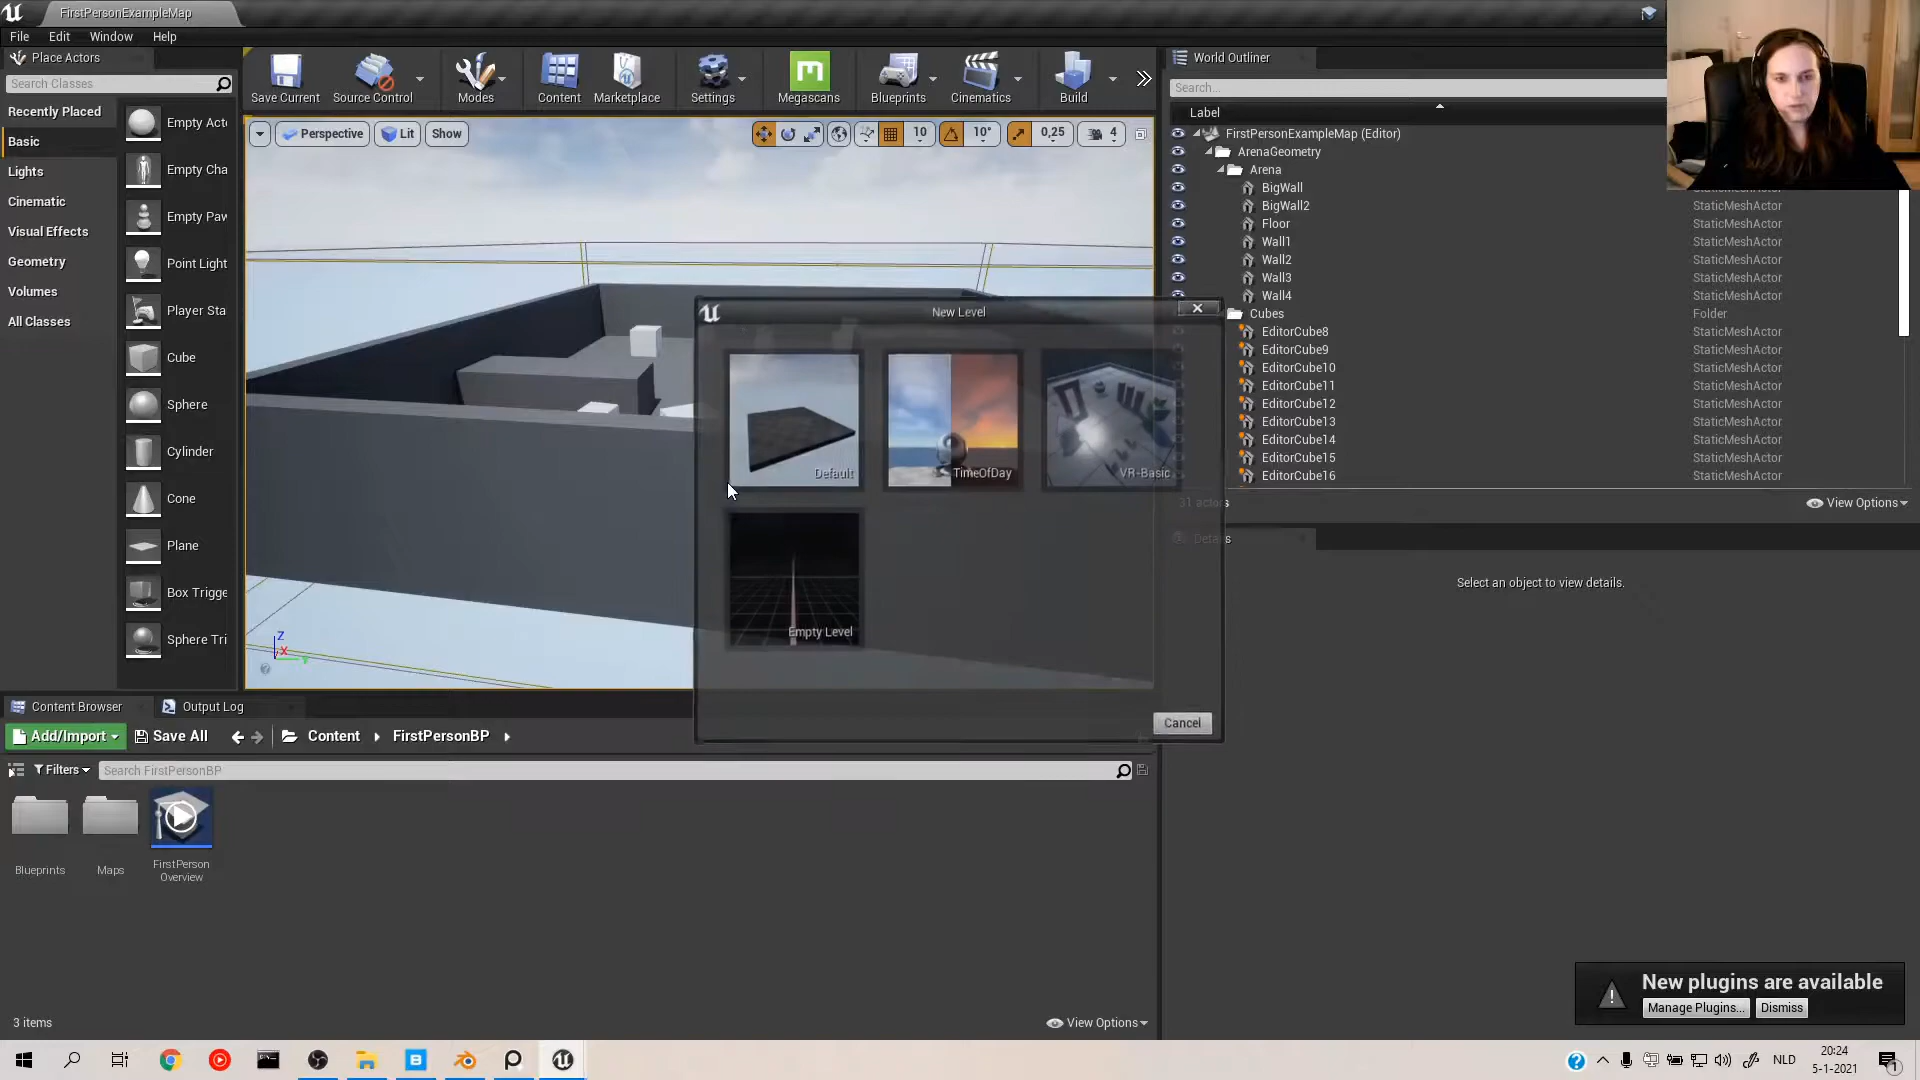 FirstPersonExampleMap
File Edit Window Help
Place Actors
Search Classes
Recently Placed
Basic
Lights
Cinematic
Visual Effects
Geometry
Volumes
All Classes
Empty Acto
Empty Cha
Empty Paw
Point Light
Player Sta
Cube
Sphere
Cylinder
Cone
Plane
Box Trigge
Sphere Tri
Save Current Source Control Modes Content Marketplace Settings Megascans Blueprints Cinematics Build
Perspective Lit Show 10 10° 0,25 4
Z
X
Y
New Level
Default
TimeOfDay
VR-Basic
Empty Level
Cancel
World Outliner
Search...
Label
FirstPersonExampleMap (Editor)
ArenaGeometry
Arena
BigWall
BigWall2 StaticMeshActor
Floor StaticMeshActor
Wall1 StaticMeshActor
Wall2 StaticMeshActor
Wall3 StaticMeshActor
Wall4 StaticMeshActor
Cubes Folder
EditorCube8 StaticMeshActor
EditorCube9 StaticMeshActor
EditorCube10 StaticMeshActor
EditorCube11 StaticMeshActor
EditorCube12 StaticMeshActor
EditorCube13 StaticMeshActor
EditorCube14 StaticMeshActor
EditorCube15 StaticMeshActor
EditorCube16 StaticMeshActor
31 actors View Options
Details
Select an object to view details.
Content Browser Output Log
Add/Import Save All Content FirstPersonBP
Filters Search FirstPersonBP
Blueprints
Maps
FirstPerson
Overview
3 items View Options
New plugins are available
Manage Plugins... Dismiss
NLD
20:24
5-1-2021
1